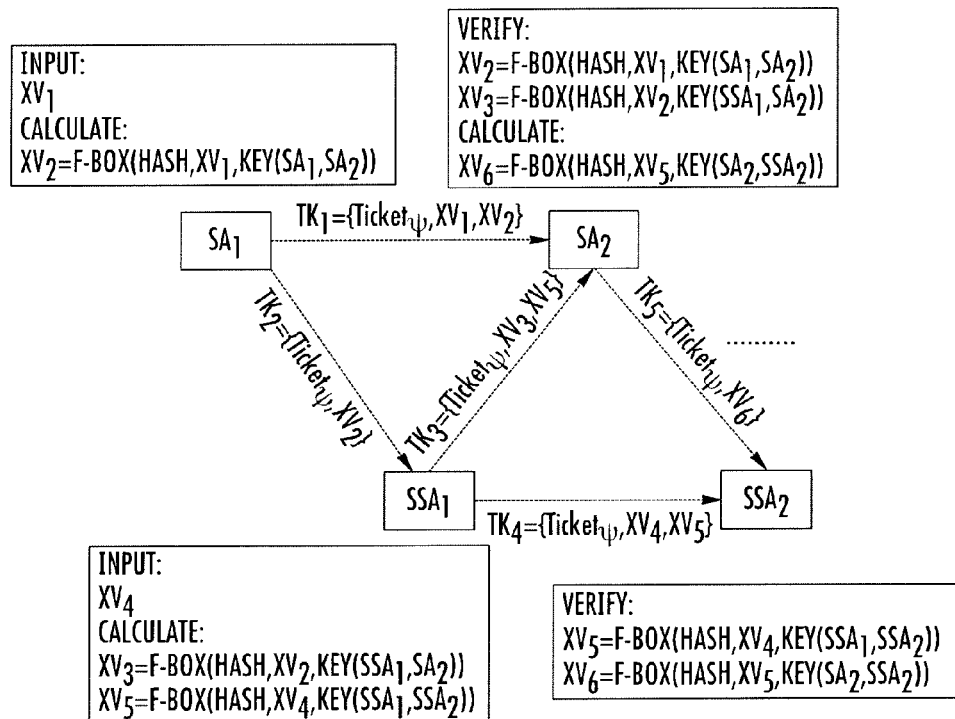 INPUT:
XV1
CALCULATE:
XV2=F-BOX(HASH,XV1,KEY(SA1,SA2))
VERIFY:
XV2=F-BOX(HASH,XV1,KEY(SA1,SA2))
XV3=F-BOX(HASH,XV2,KEY(SSA1,SA2))
CALCULATE:
XV6=F-BOX(HASH,XV5,KEY(SA2,SSA2))
SA1
TK1={Ticketψ,XV1,XV2}
SA2
TK2={Ticketψ,XV2}
TK3={Ticketψ,XV3,XV5}
TK5={Ticketψ,XV6}
..........
SSA1
TK4={Ticketψ,XV4,XV5}
SSA2
INPUT:
XV4
CALCULATE:
XV3=F-BOX(HASH,XV2,KEY(SSA1,SA2))
XV5=F-BOX(HASH,XV4,KEY(SSA1,SSA2))
VERIFY:
XV5=F-BOX(HASH,XV4,KEY(SSA1,SSA2))
XV6=F-BOX(HASH,XV5,KEY(SA2,SSA2))